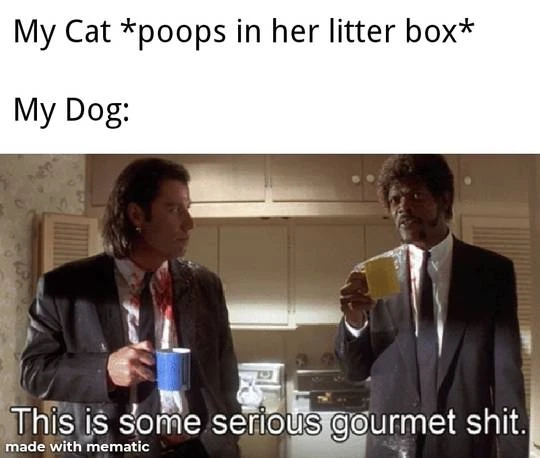 My Cat *poops in her litter box*
My Dog:
This is some serious gourmet shit.
made with mematic